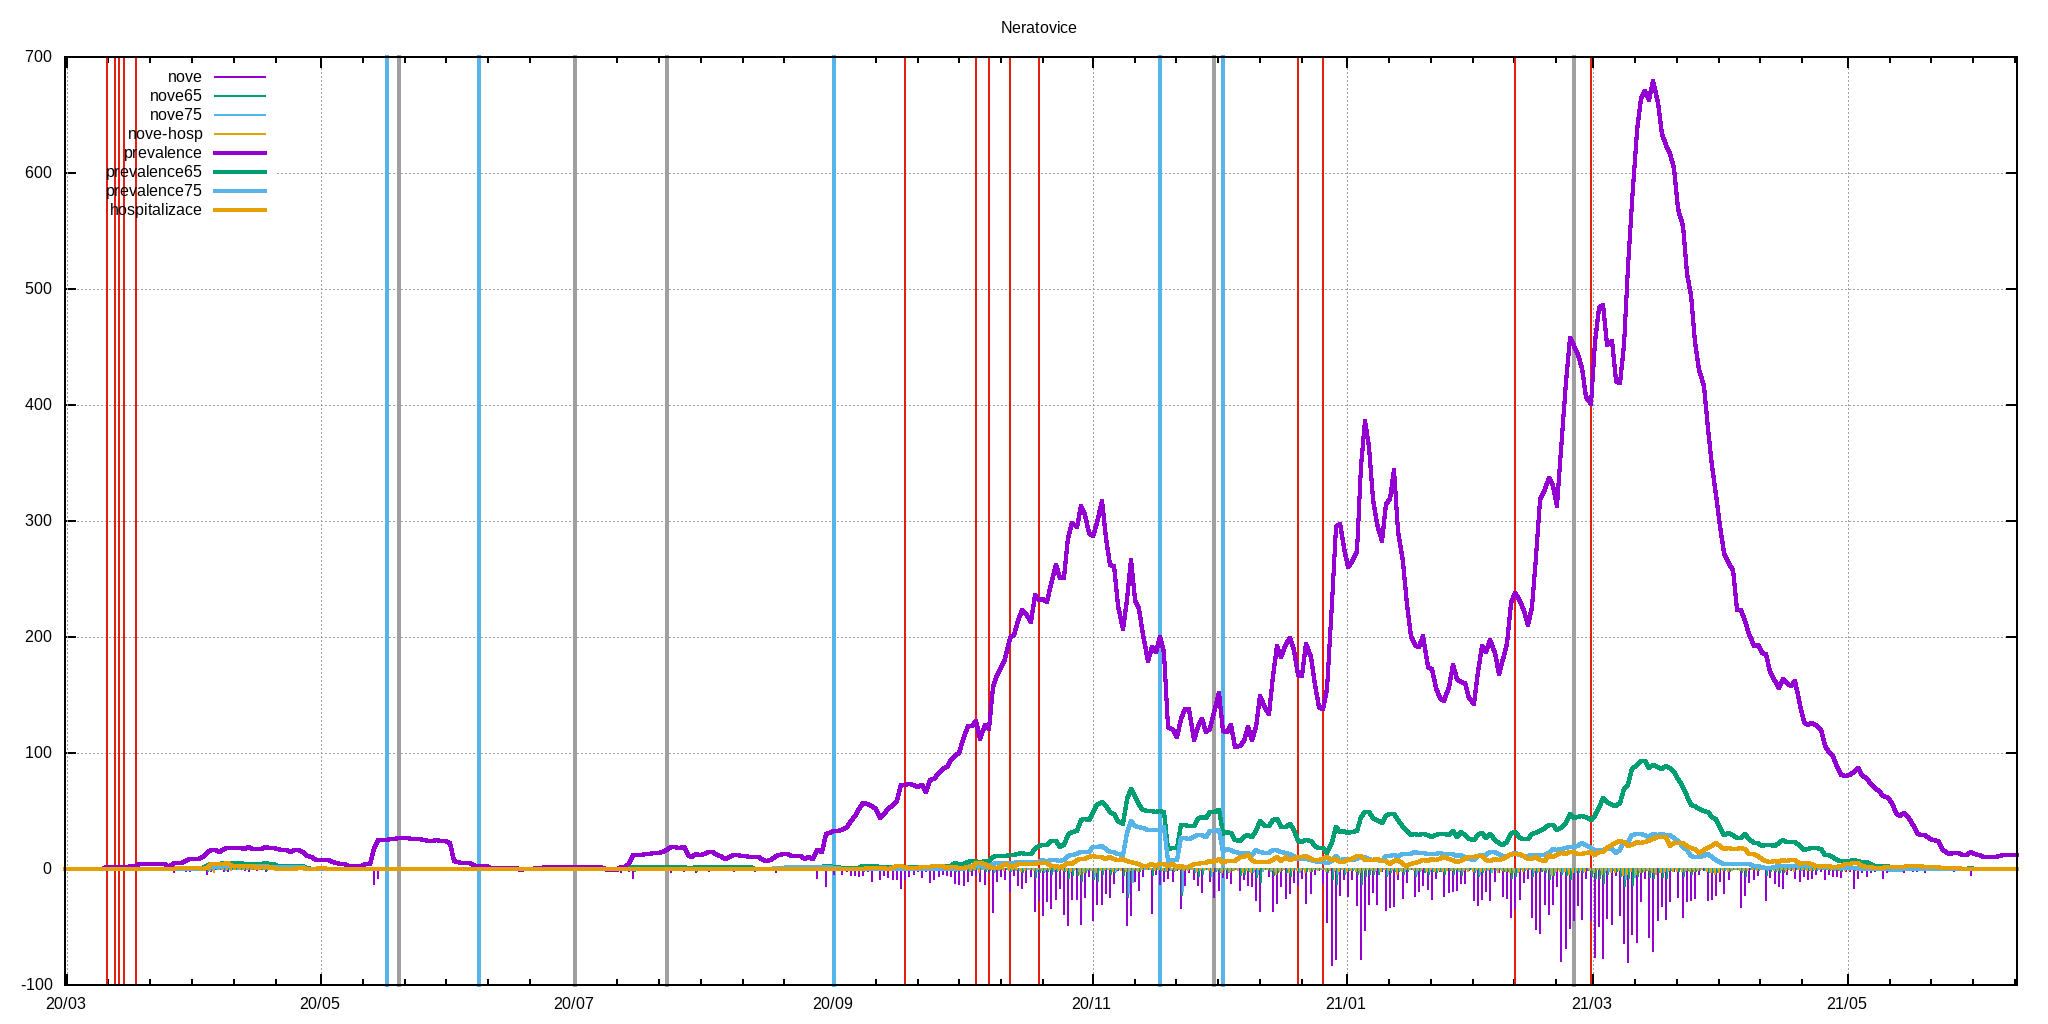 Neratovice
700
600
500
400
300
200
100
0
-100
nove
nove65
nove75
nove-hosp
prevalence
prevalence65
prevalence75
hospitalizace
20/03 20/05 20/07 20/09 20/11 21/01 21/03 21/05